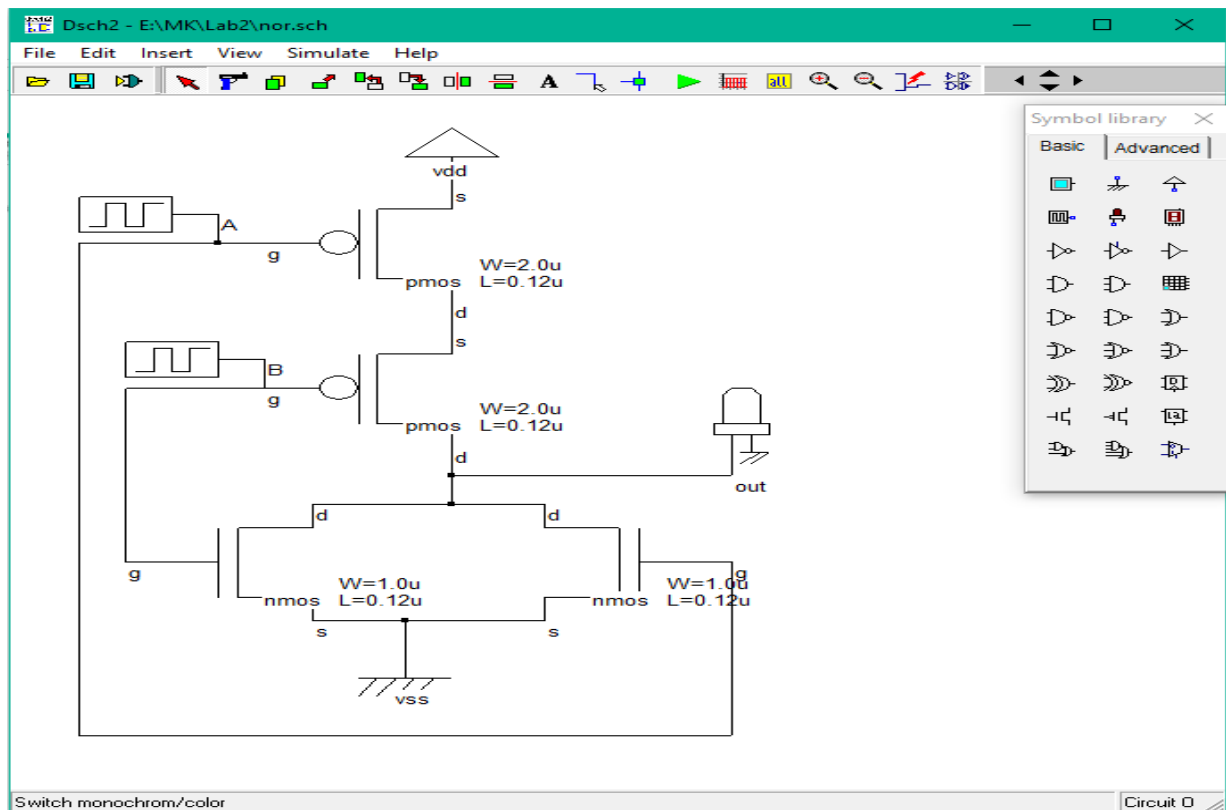 Dsch2 - E:\MK\Lab2\nor.sch
File Edit Insert View Simulate Help
A all
Symbol library
Basic Advanced
vdd
s
A
g
W=2.0u
pmos L=0.12u
d
s
B
g
W=2.0u
pmos L=0.12u
d
out
d d
g g
W=1.0u W=1.0u
nmos L=0.12u nmos L=0.12u
s s
vss
Switch monochrom/color
Circuit O